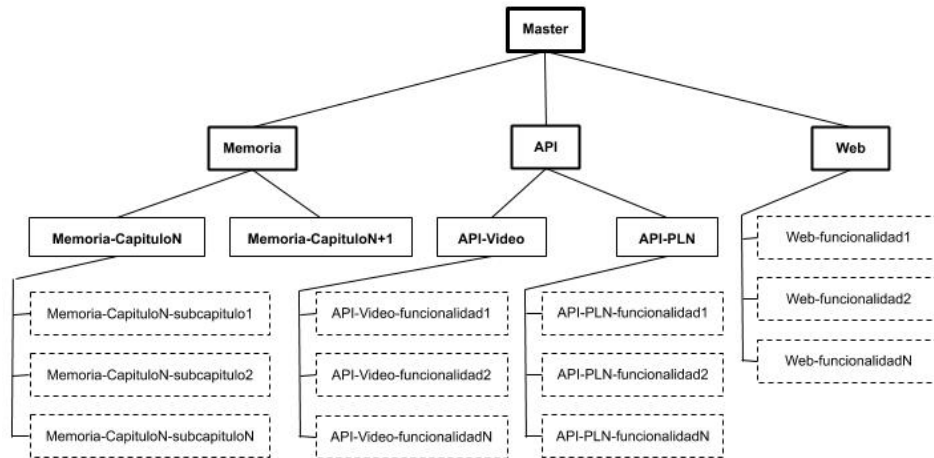 Master
Memoria
API
Web
Memoria-CapituloN
Memoria-CapituloN+1
API-Video
API-PLN
Web-funcionalidad1
Web-funcionalidad2
Web-funcionalidadN
Memoria-CapituloN-subcapitulo1
Memoria-CapituloN-subcapitulo2
Memoria-CapituloN-subcapituloN
API-Video-funcionalidad1
API-Video-funcionalidad2
API-Video-funcionalidadN
API-PLN-funcionalidad1
API-PLN-funcionalidad2
API-PLN-funcionalidadN